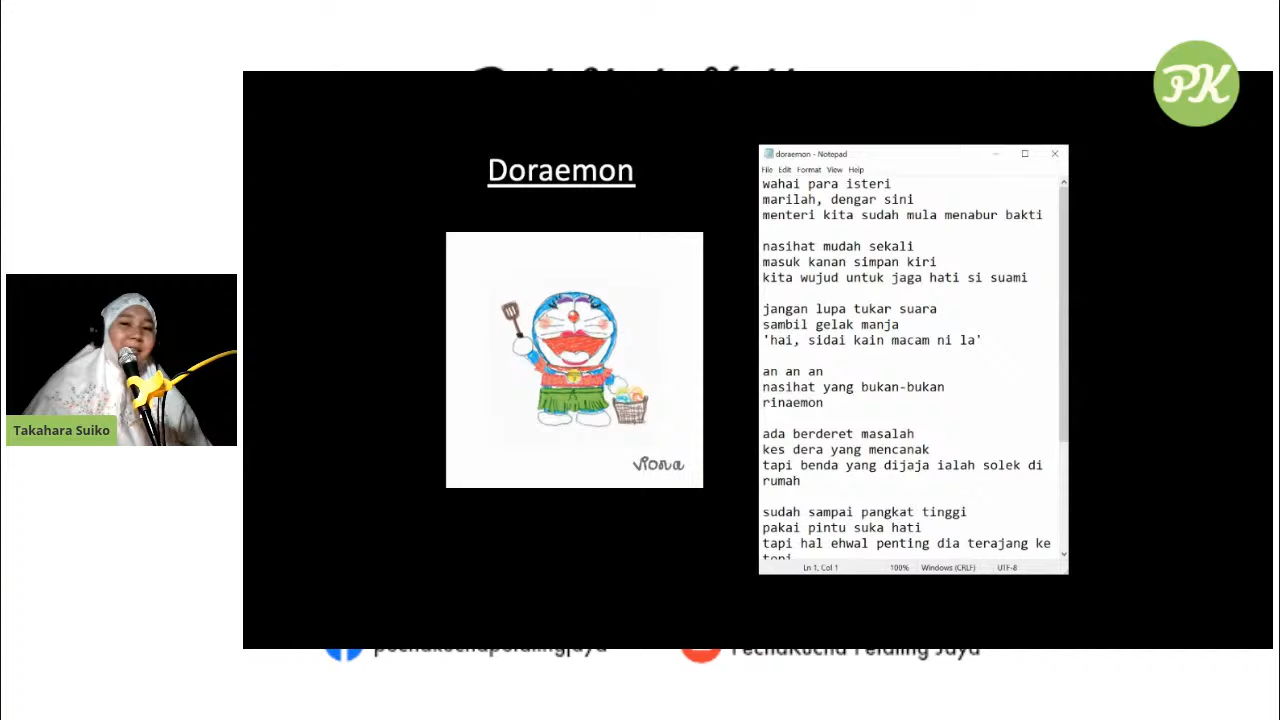 PK
Doraemon
doraemon - Notepad
File Edit Format View Help
wahai para isteri
marilah, dengar sini
menteri kita sudah mula menabur bakti
nasihat mudah sekali
masuk kanan simpan kiri
kita wujud untuk jaga hati si suami
jangan lupa tukar suara
sambil gelak manja
'hai, sidai kain macam ni la'
an an an
nasihat yang bukan-bukan
rinaemon
ada berderet masalah
kes dera yang mencanak
tapi benda yang dijaja ialah solek di
rumah
sudah sampai pangkat tinggi
pakai pintu suka hati
tapi hal ehwal penting dia terajang ke
Ln 1, Col 1 100% Windows (CRLF) UTF-8
viona
Takahara Suiko
pechakuchapetalingjaya
PechaKucha Petaling Jaya